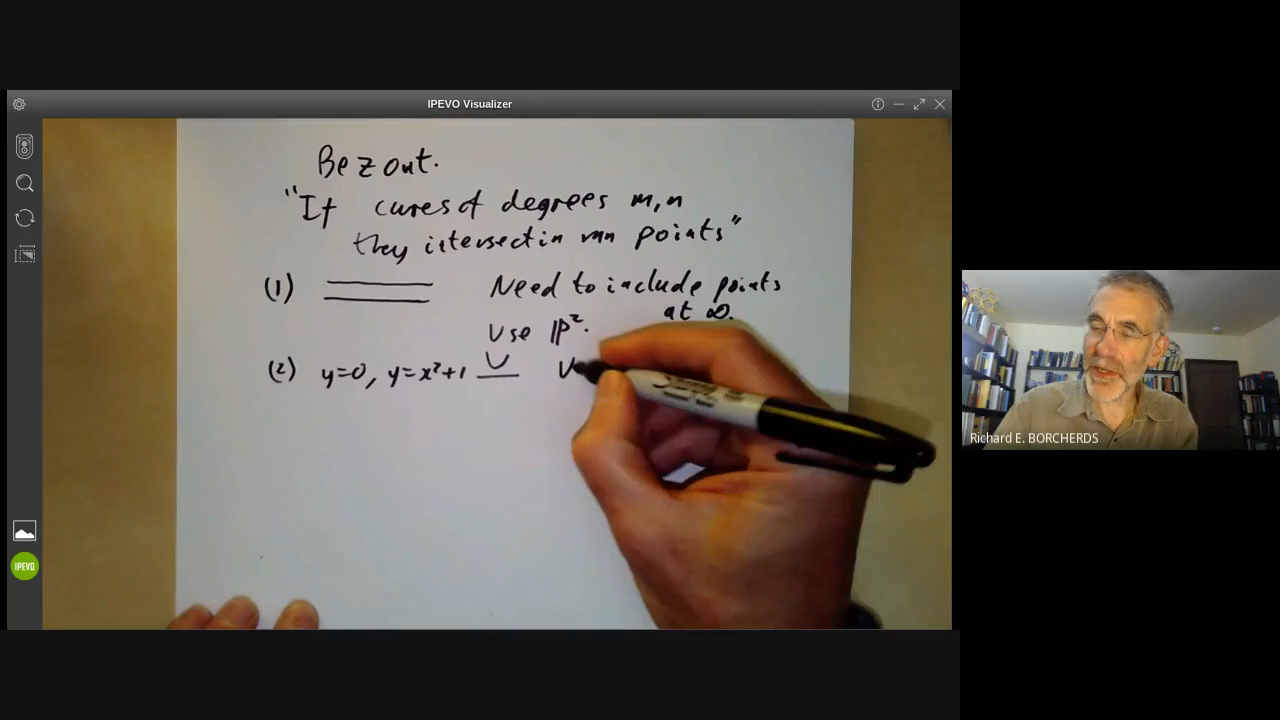 IPEVO Visualizer
Bezout.
"If cures of degrees m,n
they intersect in mn points"
(1) Need to include points
at ∞.
Use ℙ².
(2) y=0, y=x²+1 U
IPEVO
Richard E. BORCHERDS